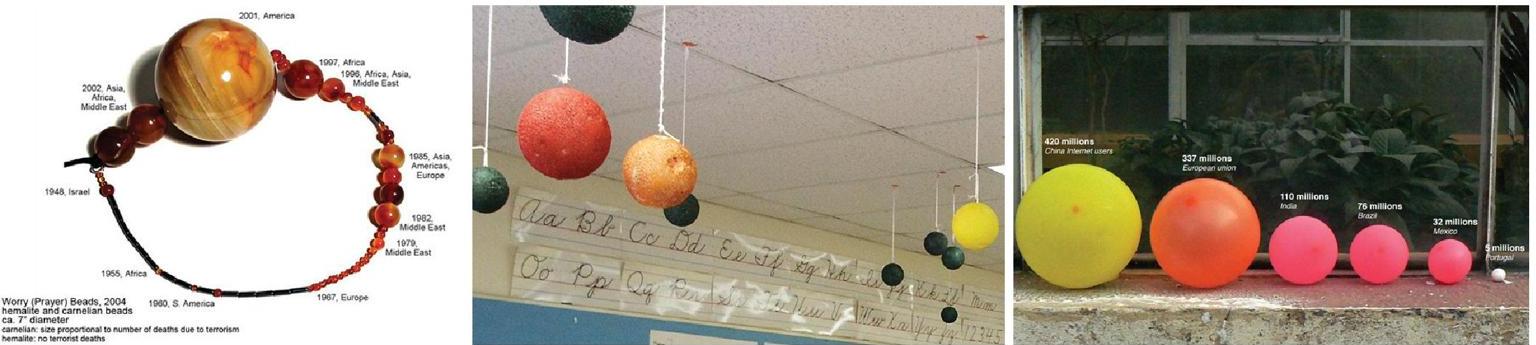 2001, America
1997, Africa
1996, Africa, Asia,
Middle East
2002, Asia,
Africa,
Middle East
1985, Asia,
Americas,
Europe
1948, Israel
1982,
Middle East
1979,
Middle East
1955, Africa
1960, S. America
1967, Europe
Worry (Prayer) Beads, 2004
hemalite and carnelian beads
ca. 7" diameter
carnelian: size proportional to number of deaths due to terrorism
hemalite: no terrorist deaths
Aa Bb Cc Dd Ee Ff Gg Hh
Oo Pp Qq Rr
420 millions
China Internet users
337 millions
European union
110 millions
India
76 millions
Brazil
32 millions
Mexico
5 millions
Portugal